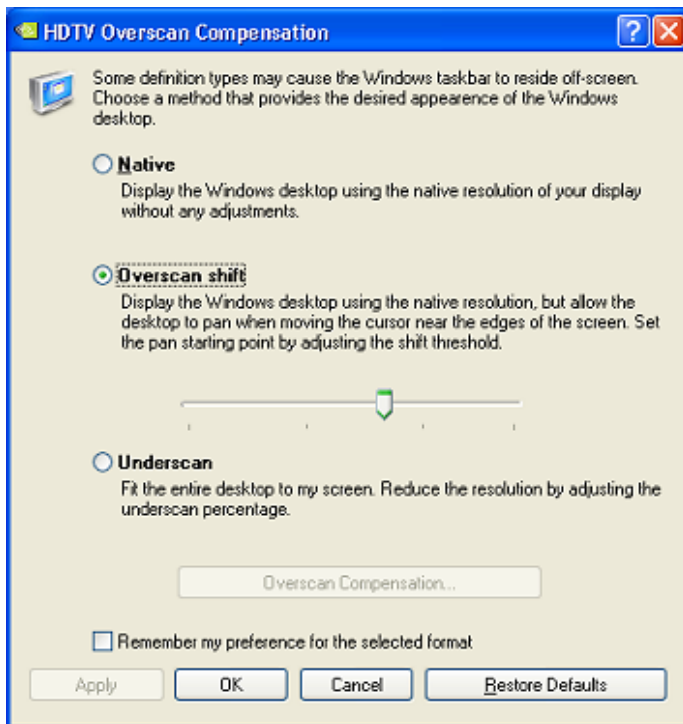 HDTV Overscan Compensation
Some definition types may cause the Windows taskbar to reside off-screen.
Choose a method that provides the desired appearence of the Windows
desktop.
Native
Display the Windows desktop using the native resolution of your display
without any adjustments.
Overscan shift
Display the Windows desktop using the native resolution, but allow the
desktop to pan when moving the cursor near the edges of the screen. Set
the pan starting point by adjusting the shift threshold.
Underscan
Fit the entire desktop to my screen. Reduce the resolution by adjusting the
underscan percentage.
Overscan Compensation...
Remember my preference for the selected format
Apply OK Cancel Restore Defaults